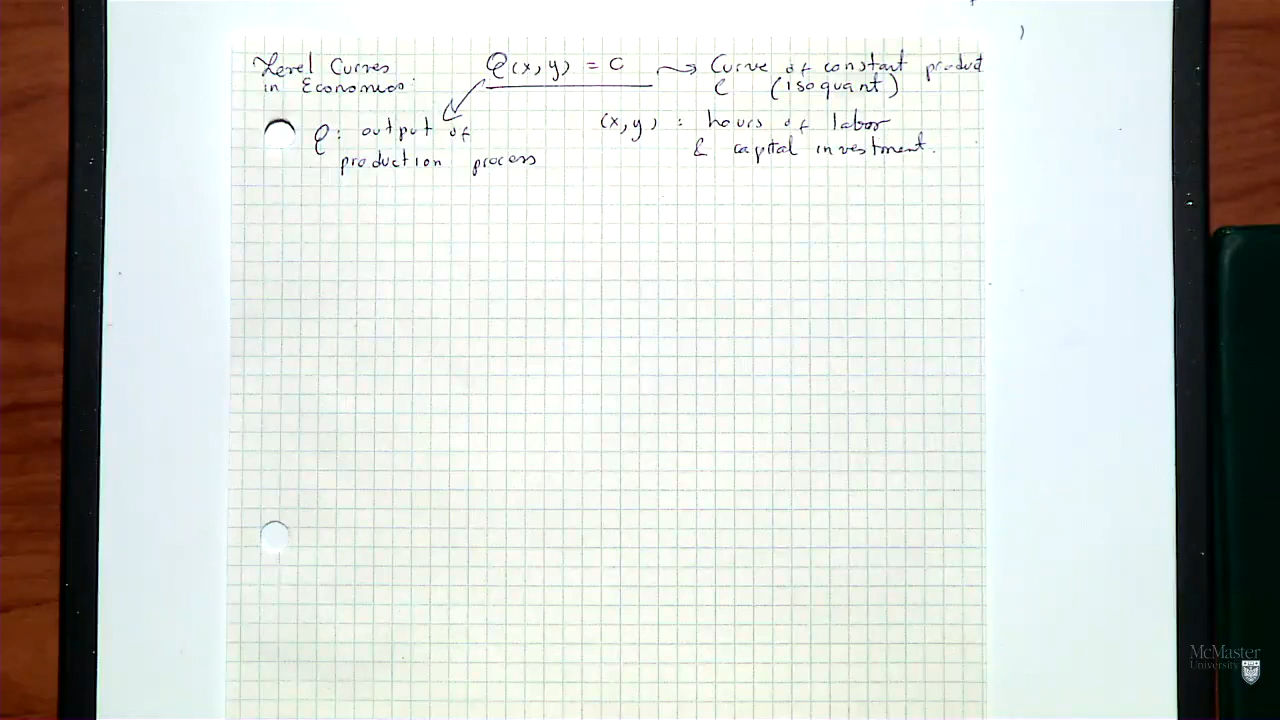 Level Curves Q(x, y) = C ⇝ Curve of constant product
in Economics: C (isoquant)
Q: output of (x, y) : hours of labor
production process & capital investment.
McMaster
University